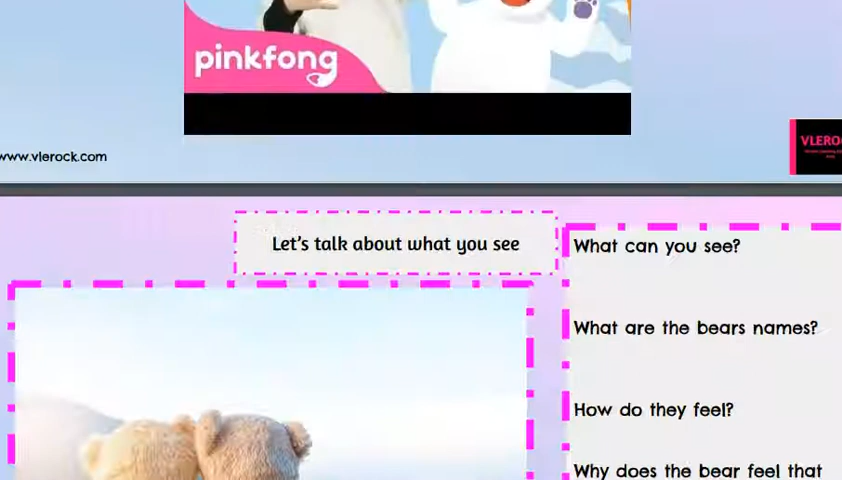 pinkfong
www.vlerock.com
Let's talk about what you see
What can you see?
What are the bears names?
How do they feel?
Why does the bear feel that